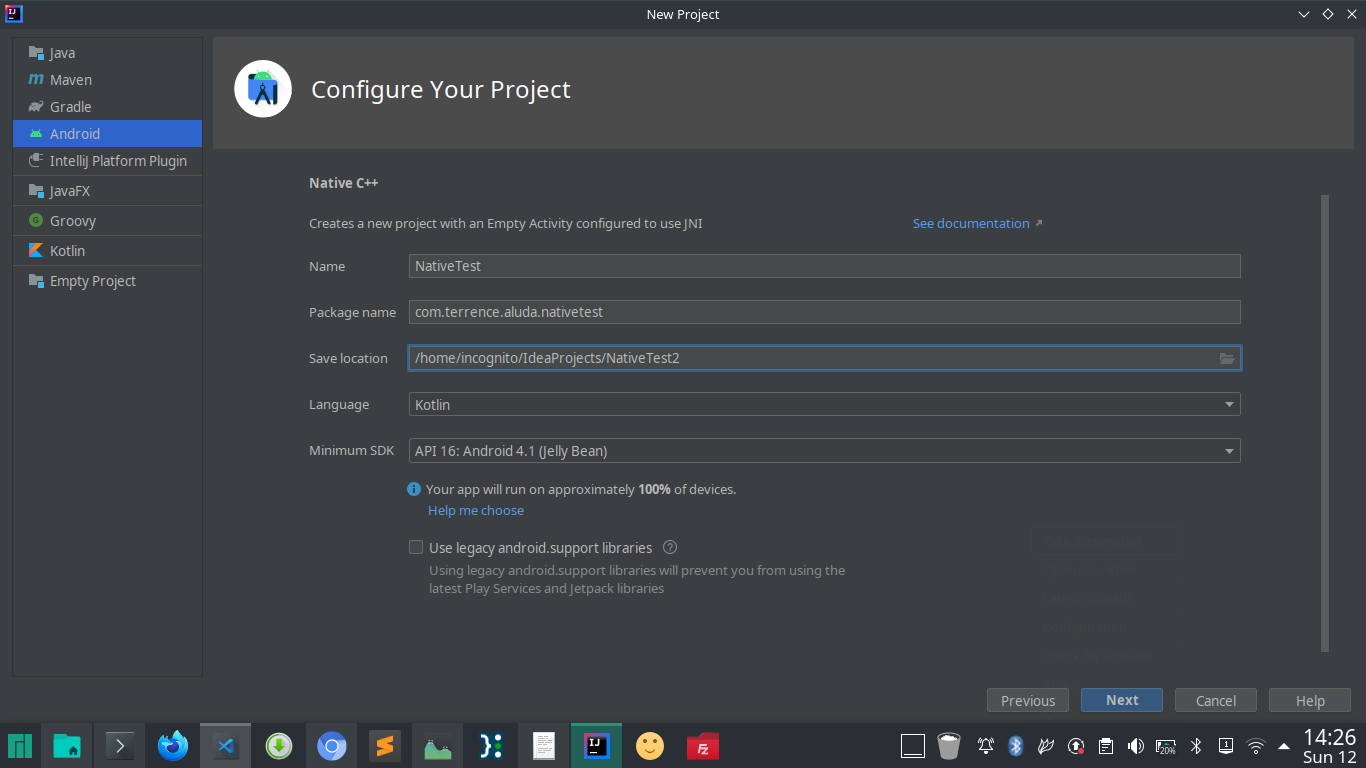 New Project
Java
Maven
Gradle
Android
IntelliJ Platform Plugin
JavaFX
Groovy
Kotlin
Empty Project
Configure Your Project
Native C++
Creates a new project with an Empty Activity configured to use JNI
See documentation
Name
NativeTest
Package name
com.terrence.aluda.nativetest
Save location
/home/incognito/IdeaProjects/NativeTest2
Language
Kotlin
Minimum SDK
API 16: Android 4.1 (Jelly Bean)
Your app will run on approximately 100% of devices.
Help me choose
Use legacy android.support libraries
Using legacy android.support libraries will prevent you from using the
latest Play Services and Jetpack libraries
Previous
Next
Cancel
Help
20%
14:26
Sun 12